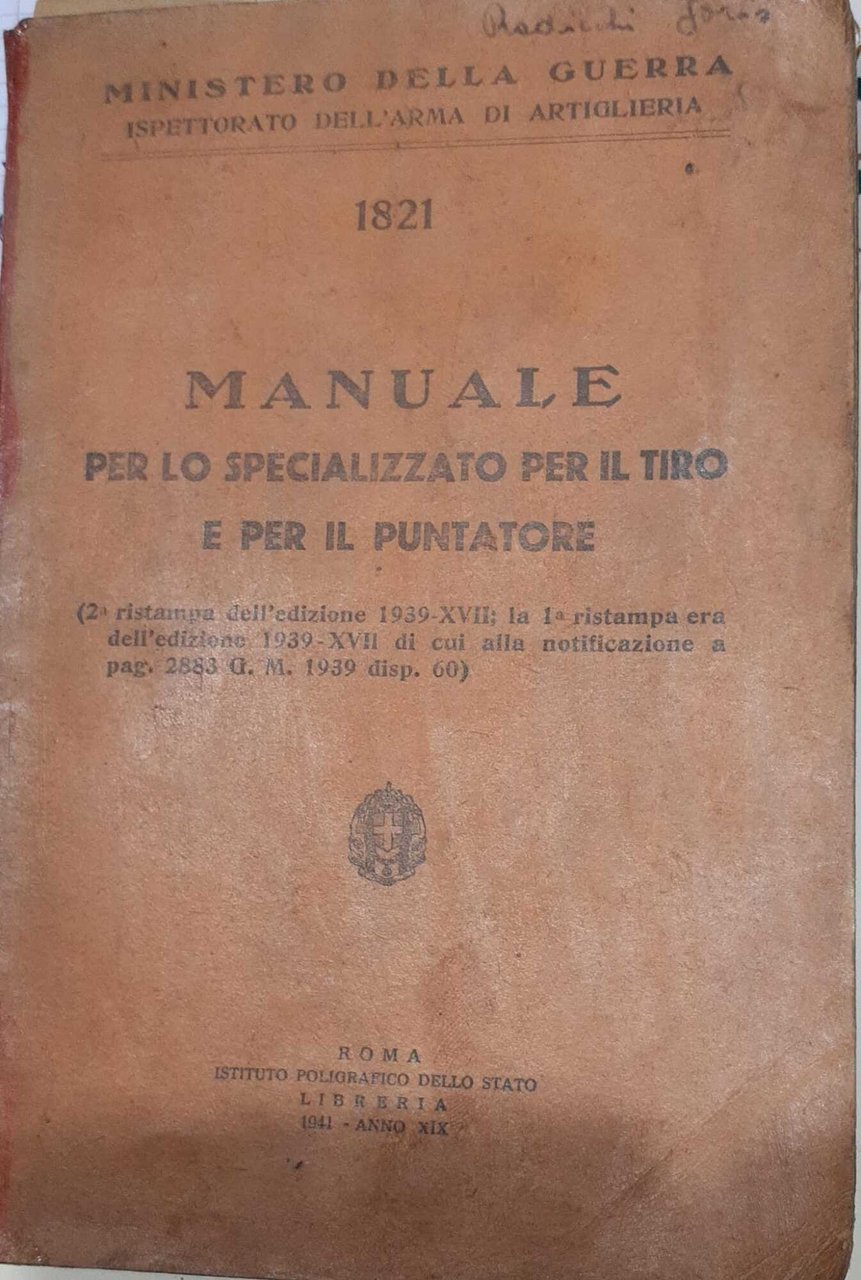 MINISTERO DELLA GUERRA
ISPETTORATO DELL'ARMA DI ARTIGLIERIA
1821
MANUALE
PER LO SPECIALIZZATO PER IL TIRO
E PER IL PUNTATORE
(2ª ristampa dell'edizione 1939-XVII; la 1ª ristampa era
dell'edizione 1939-XVII di cui alla notificazione a
pag. 2883 G. M. 1939 disp. 60)
ROMA
ISTITUTO POLIGRAFICO DELLO STATO
LIBRERIA
1941 - ANNO XIX